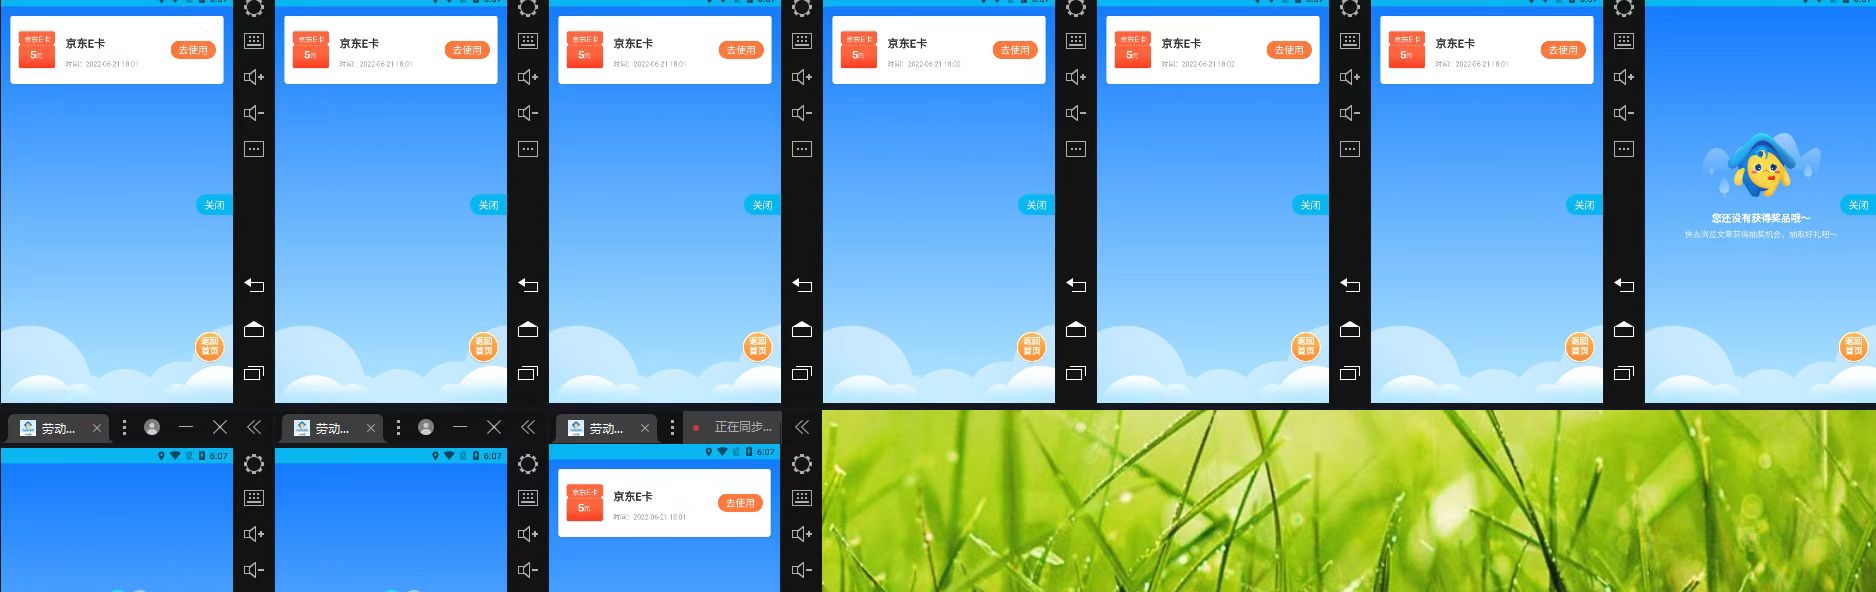 京东E卡
5元
京东E卡
时间：2022-06-21 18:01
去使用
关闭
返回
首页
京东E卡
5元
京东E卡
时间：2022-06-21 18:01
去使用
关闭
返回
首页
京东E卡
5元
京东E卡
时间：2022-06-21 18:01
去使用
关闭
返回
首页
京东E卡
5元
京东E卡
时间：2022-06-21 18:02
去使用
关闭
返回
首页
京东E卡
5元
京东E卡
时间：2022-06-21 18:02
去使用
关闭
返回
首页
京东E卡
5元
京东E卡
时间：2022-06-21 18:01
去使用
关闭
返回
首页
您还没有获得奖品哦～
快去浏览文章获得抽奖机会，抽取好礼吧～
关闭
返回
首页
劳动...
6:07
劳动...
6:07
劳动...
正在同步...
6:07
京东E卡
5元
京东E卡
时间：2022-06-21 18:01
去使用